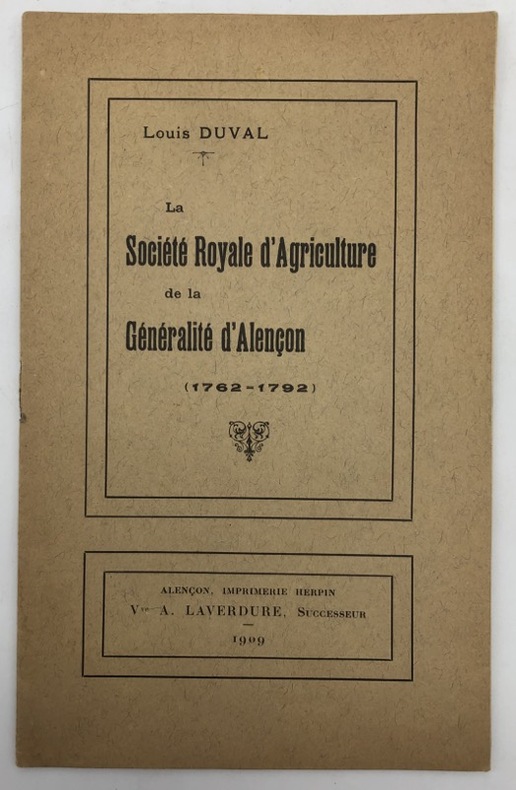 Louis DUVAL
La
Société Royale d'Agriculture
de la
Généralité d'Alençon
(1762-1792)
ALENÇON, IMPRIMERIE HERPIN
Vve A. LAVERDURE, Successeur
1909